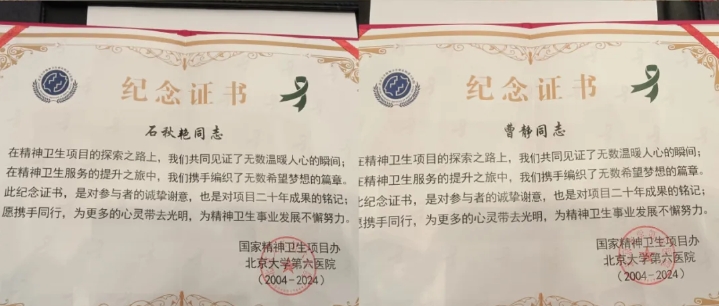 纪念证书
石秋艳同志
在精神卫生项目的探索之路上，我们共同见证了无数温暖人心的瞬间；
在精神卫生服务的提升之旅中，我们携手编织了无数希望梦想的篇章。
此纪念证书，是对参与者的诚挚谢意，也是对项目二十年成果的铭记；
愿携手同行，为更多的心灵带去光明，为精神卫生事业发展不懈努力。
国家精神卫生项目办
北京大学第六医院
（2004-2024）
纪念证书
曹静同志
在精神卫生项目的探索之路上，我们共同见证了无数温暖人心的瞬间；
在精神卫生服务的提升之旅中，我们携手编织了无数希望梦想的篇章。
此纪念证书，是对参与者的诚挚谢意，也是对项目二十年成果的铭记；
愿携手同行，为更多的心灵带去光明，为精神卫生事业发展不懈努力。
国家精神卫生项目办
北京大学第六医院
（2004-2024）